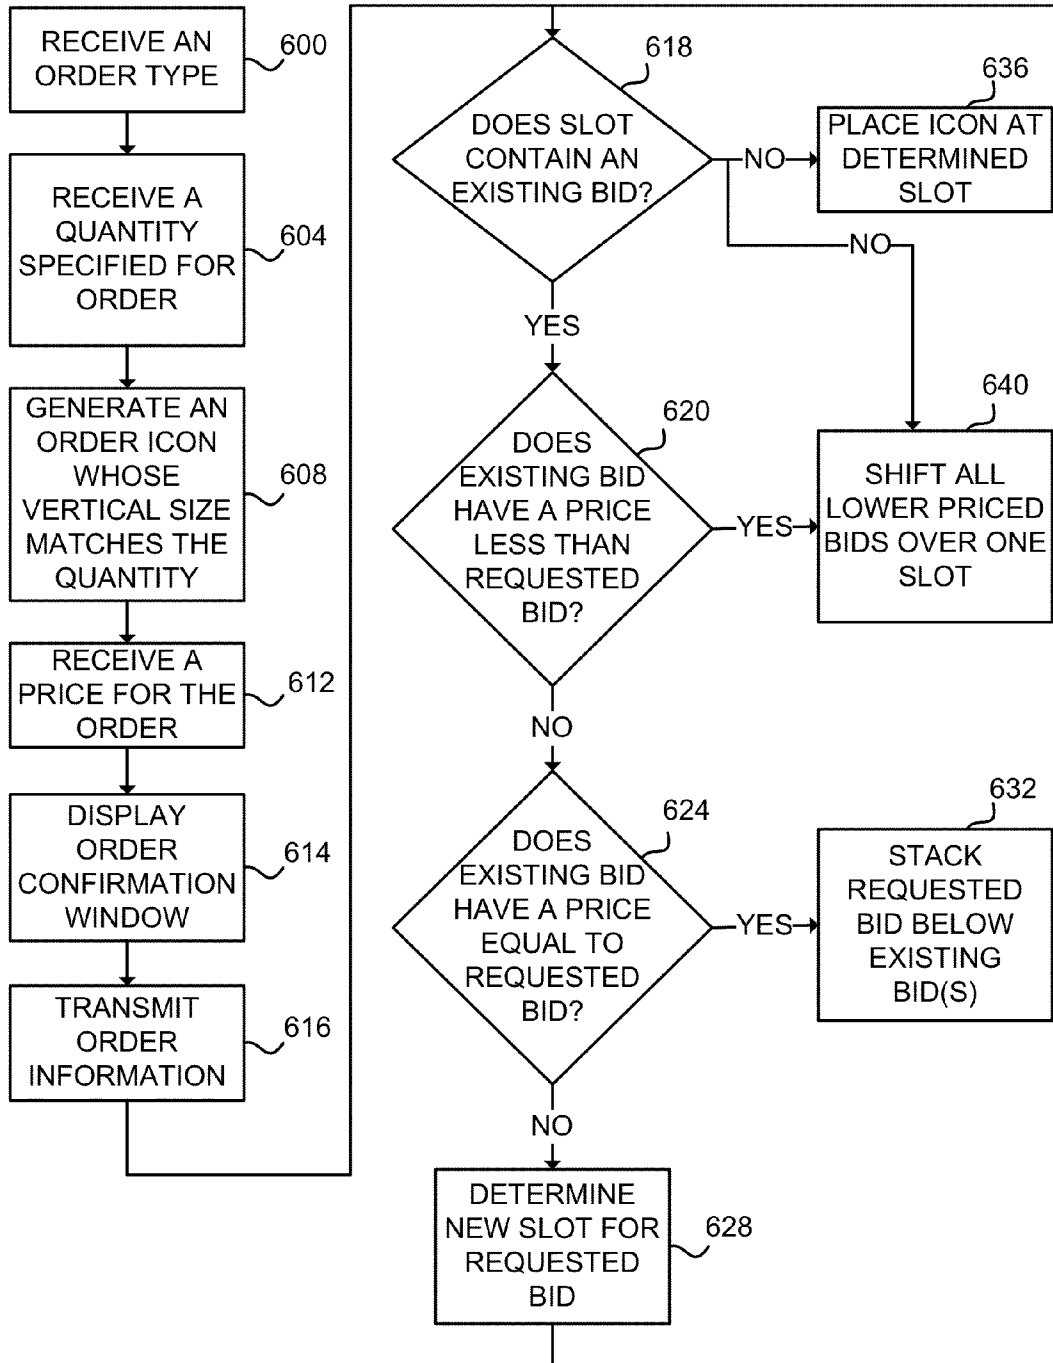 RECEIVE AN
ORDER TYPE
600
RECEIVE A
QUANTITY
SPECIFIED FOR
ORDER
604
GENERATE AN
ORDER ICON
WHOSE
VERTICAL SIZE
MATCHES THE
QUANTITY
608
RECEIVE A
PRICE FOR THE
ORDER
612
DISPLAY
ORDER
CONFIRMATION
WINDOW
614
TRANSMIT
ORDER
INFORMATION
616
DOES SLOT
CONTAIN AN
EXISTING BID?
618
NO
PLACE ICON AT
DETERMINED
SLOT
636
NO
YES
DOES
EXISTING BID
HAVE A PRICE
LESS THAN
REQUESTED
BID?
620
YES
SHIFT ALL
LOWER PRICED
BIDS OVER ONE
SLOT
640
NO
DOES
EXISTING BID
HAVE A PRICE
EQUAL TO
REQUESTED
BID?
624
YES
STACK
REQUESTED
BID BELOW
EXISTING
BID(S)
632
NO
DETERMINE
NEW SLOT FOR
REQUESTED
BID
628